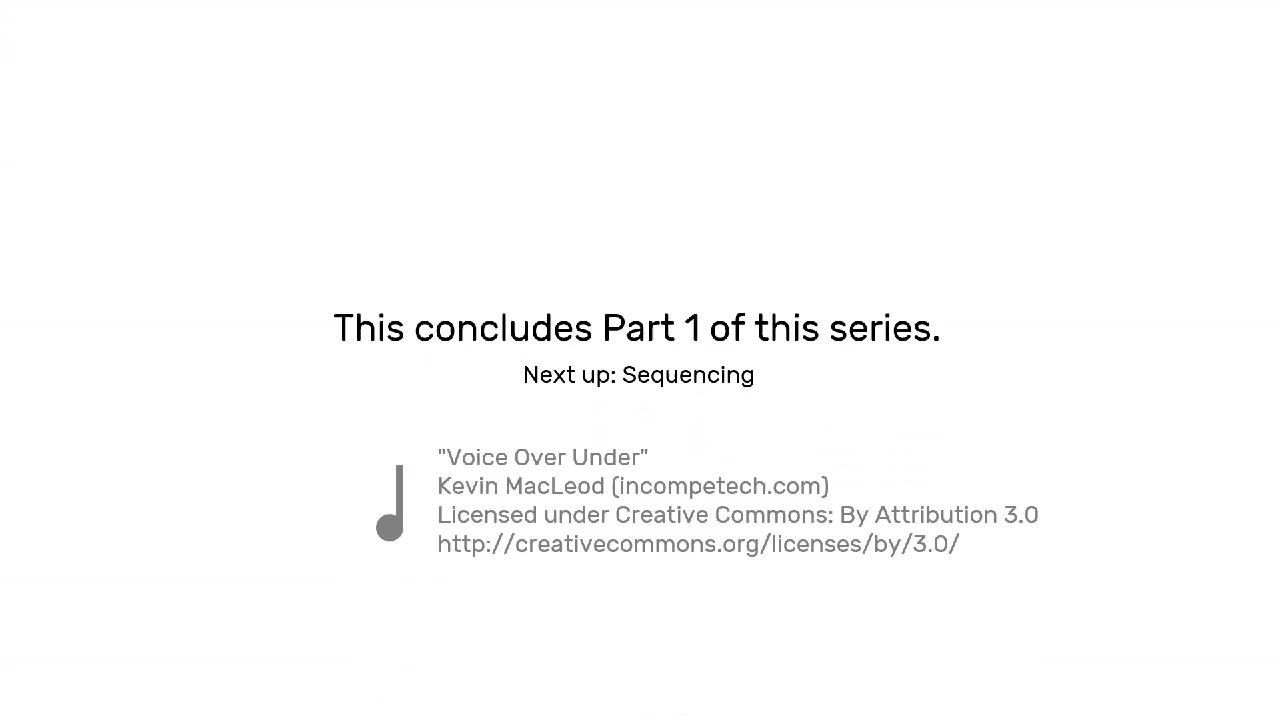 This concludes Part 1 of this series.
Next up: Sequencing
"Voice Over Under"
Kevin MacLeod (incompetech.com)
Licensed under Creative Commons: By Attribution 3.0
http://creativecommons.org/licenses/by/3.0/